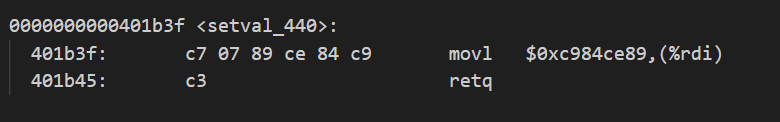 0000000000401b3f <setval_440>:
  401b3f:       c7 07 89 ce 84 c9          movl   $0xc984ce89,(%rdi)
  401b45:       c3                         retq